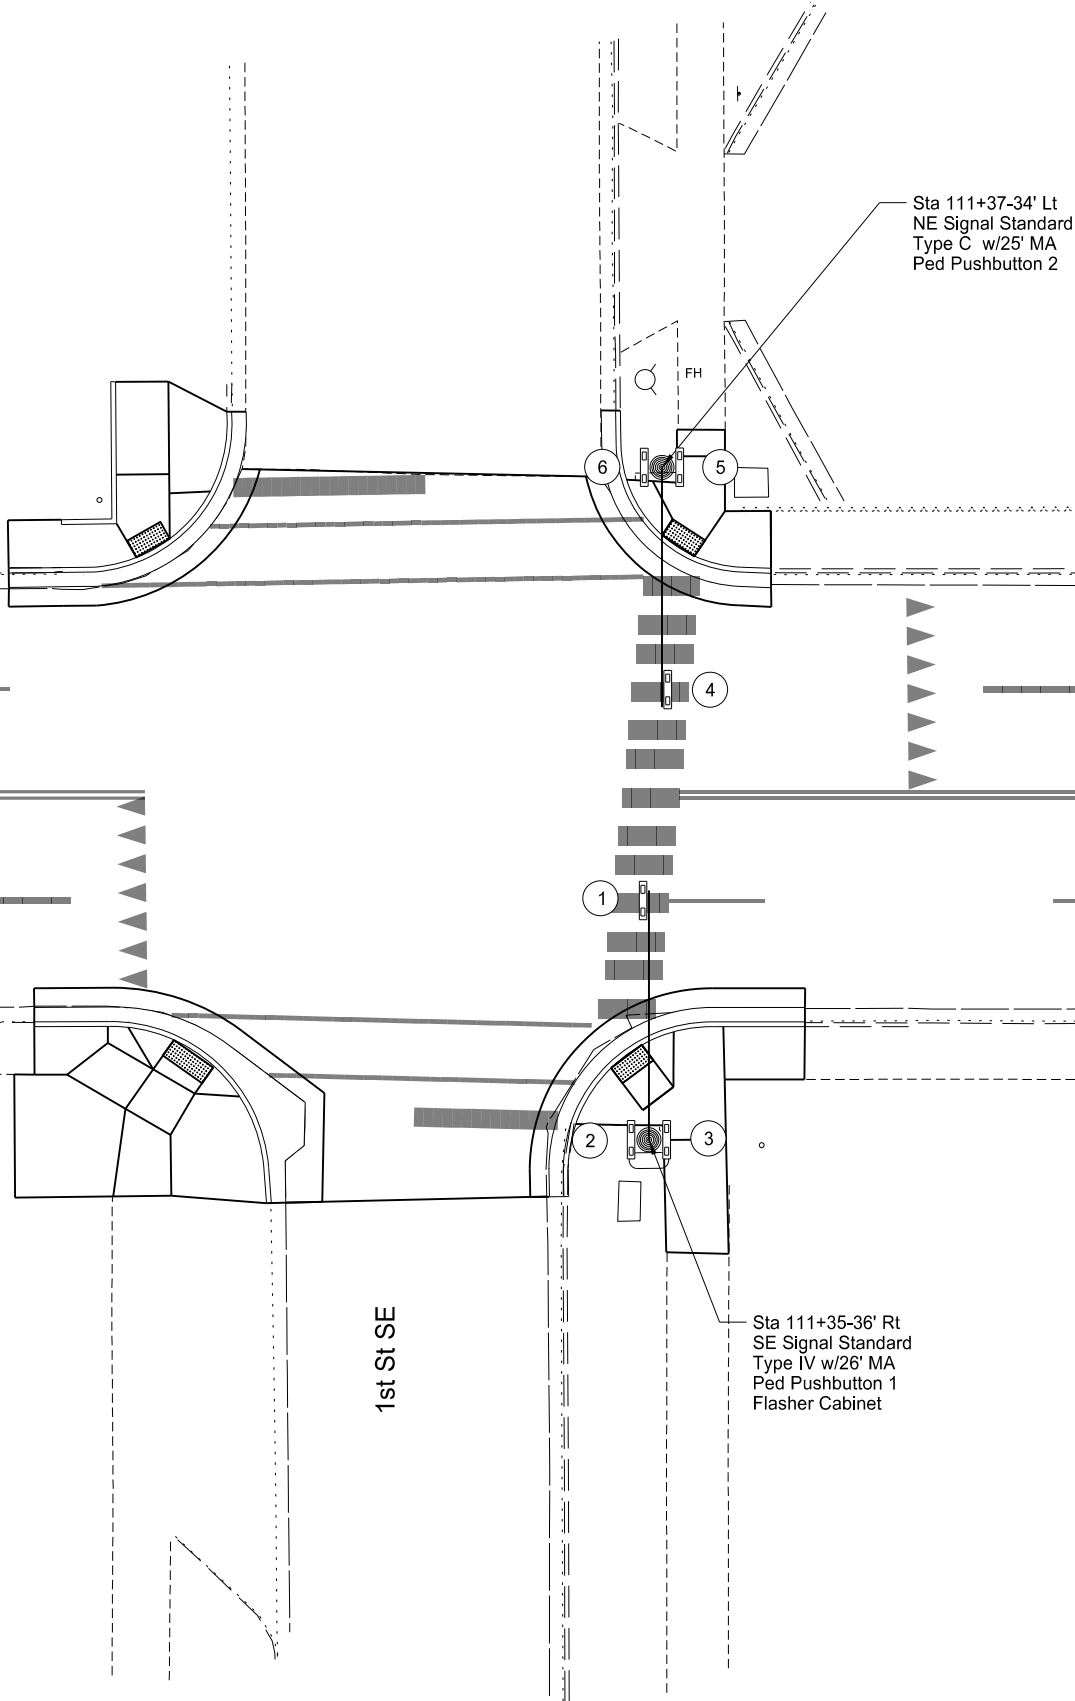 Sta 111+37-34' Lt
NE Signal Standard
Type C w/25' MA
Ped Pushbutton 2
FH
6
5
4
1
2
3
1st St SE
Sta 111+35-36' Rt
SE Signal Standard
Type IV w/26' MA
Ped Pushbutton 1
Flasher Cabinet